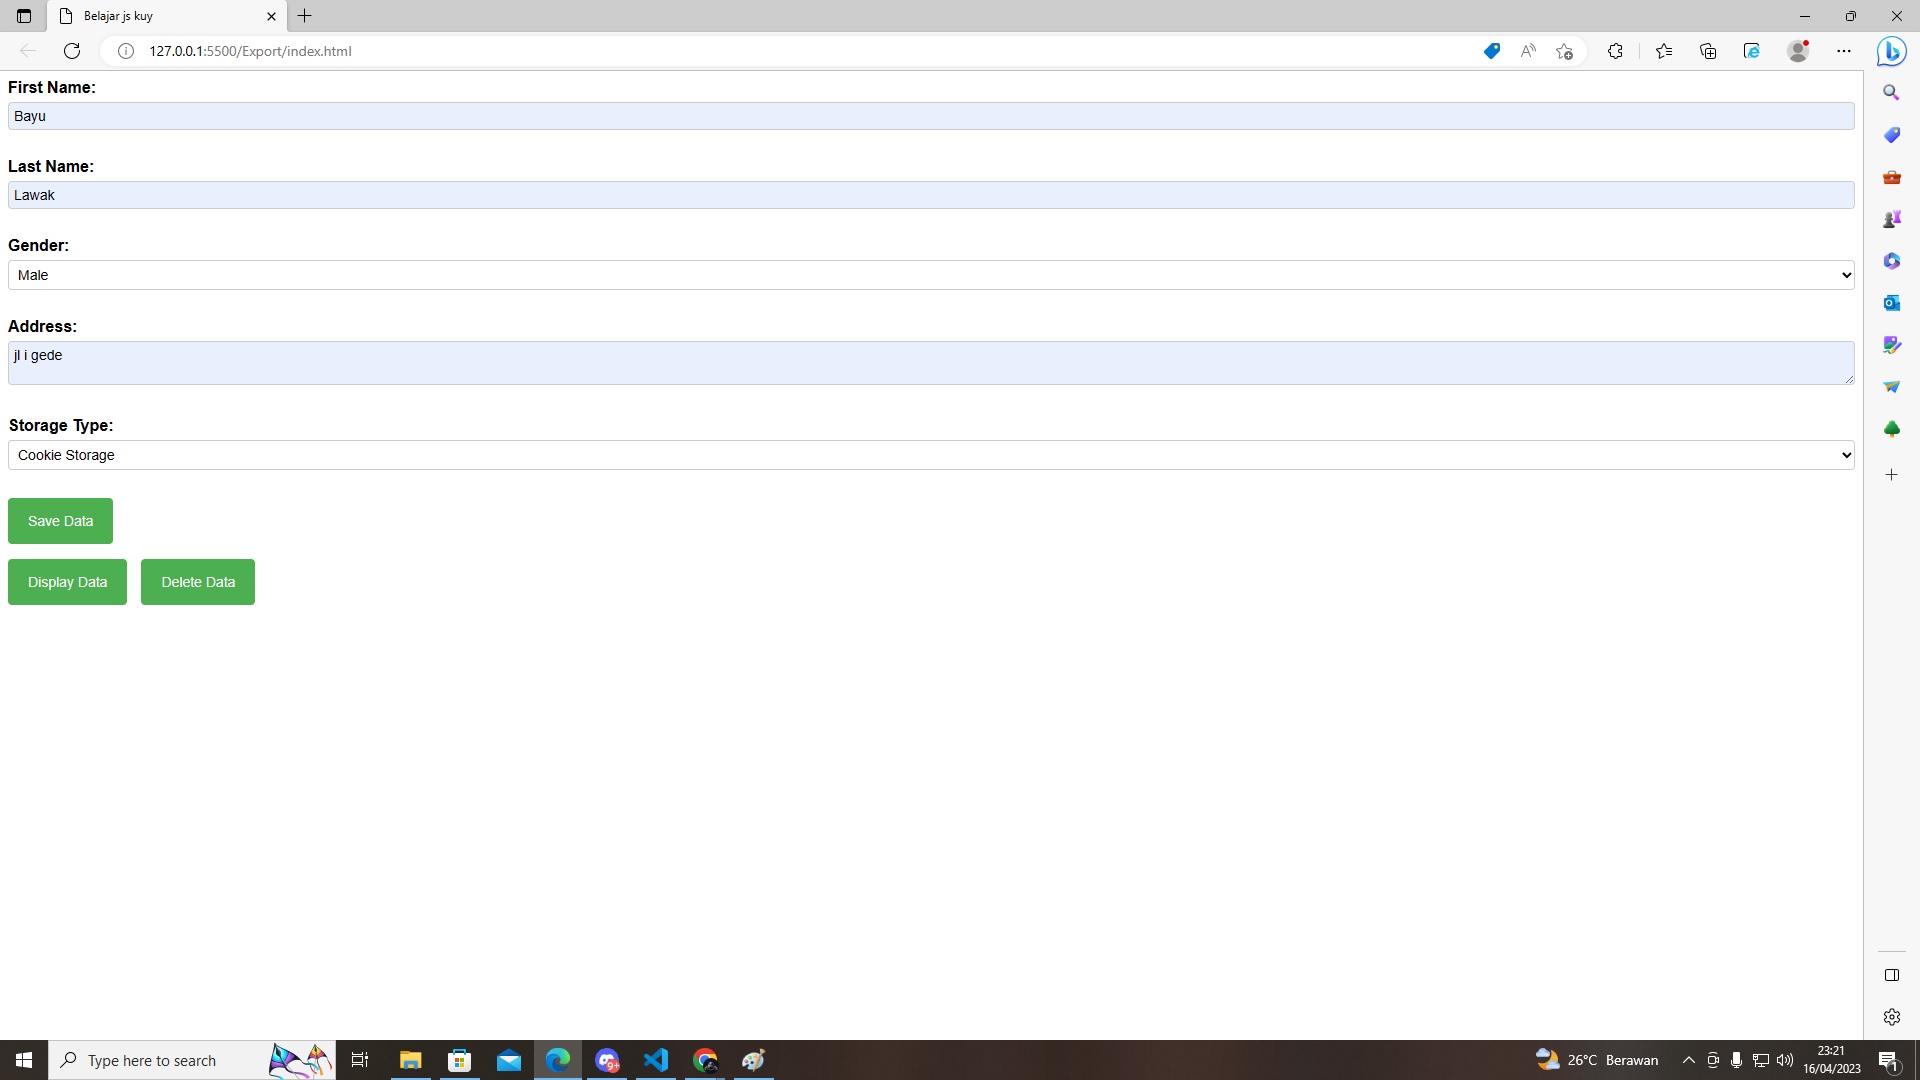 Belajar js kuy
127.0.0.1:5500/Export/index.html
First Name:
Bayu
Last Name:
Lawak
Gender:
Male
Address:
jl i gede
Storage Type:
Cookie Storage
Save Data
Display Data Delete Data
Type here to search
9+
26°C Berawan
23:21
16/04/2023
1